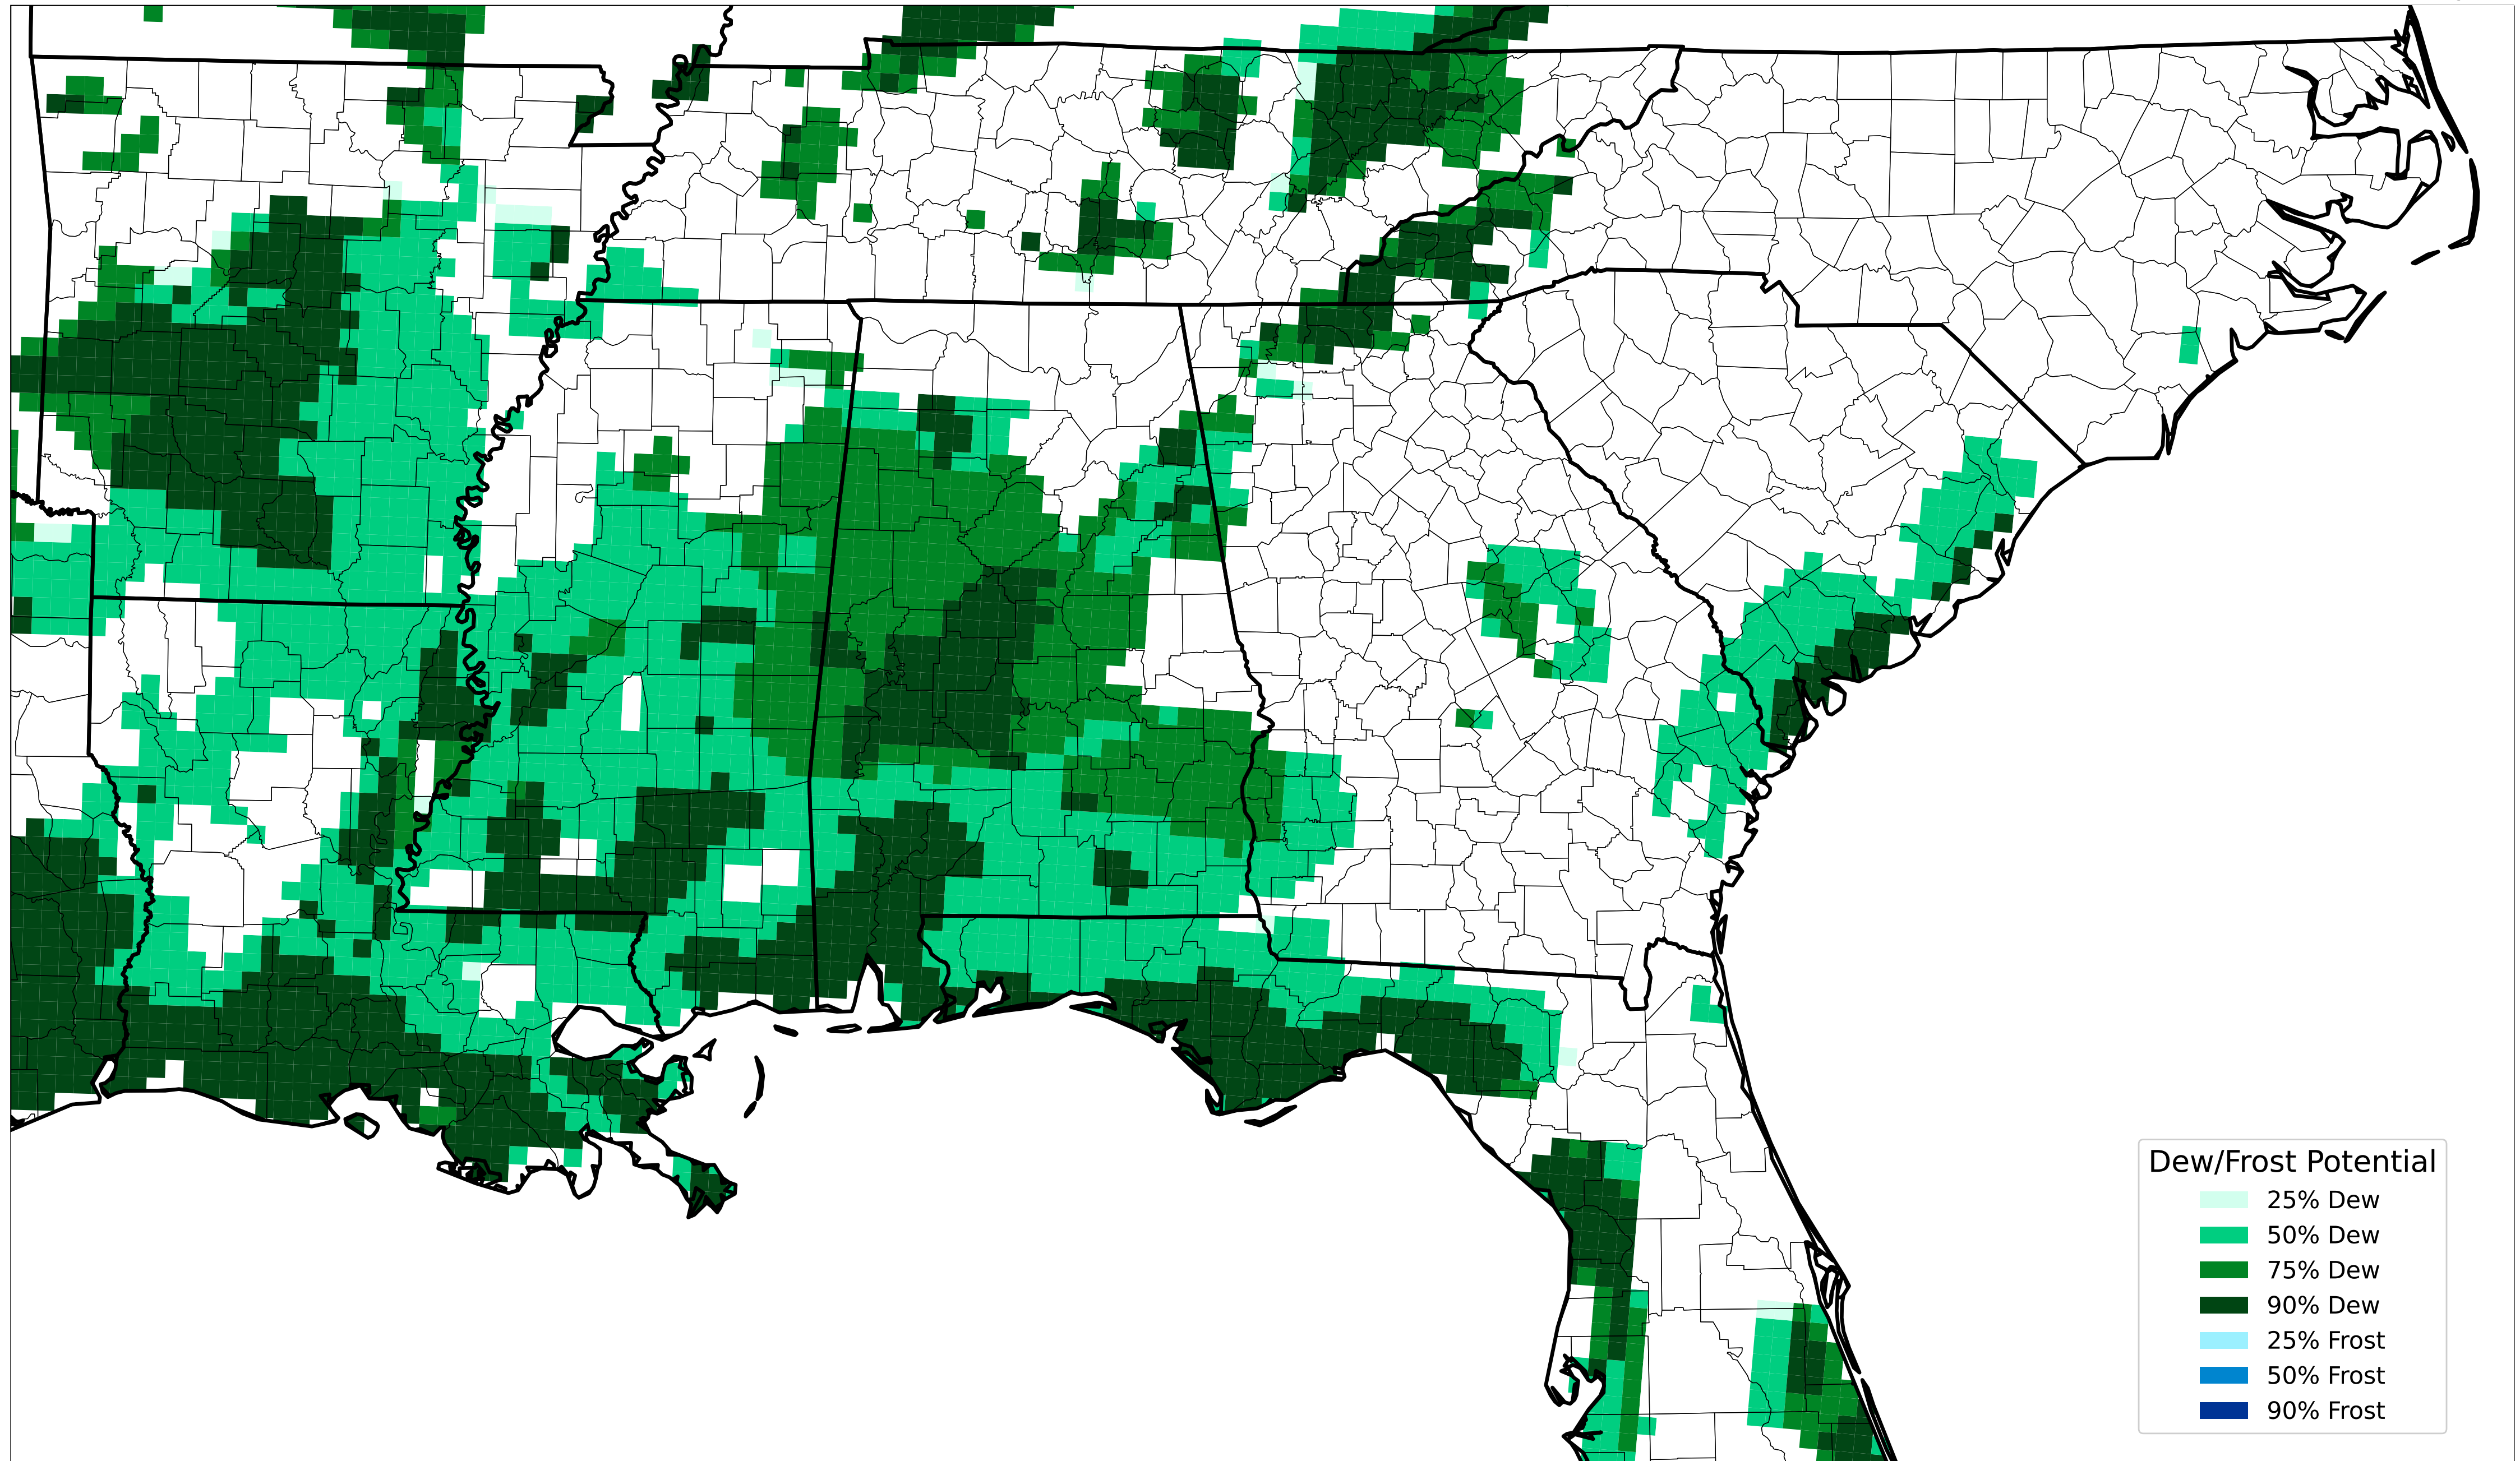 Dew/Frost Potential
25% Dew
50% Dew
75% Dew
90% Dew
25% Frost
50% Frost
90% Frost